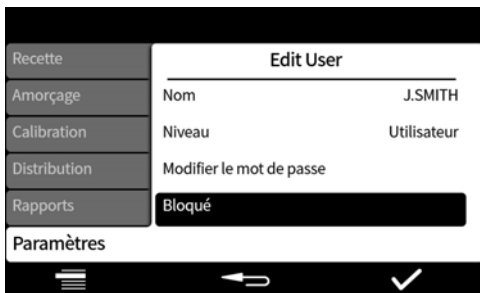 Recette
Amorçage
Calibration
Distribution
Rapports
Paramètres
Edit User
Nom J.SMITH
Niveau Utilisateur
Modifier le mot de passe
Bloqué